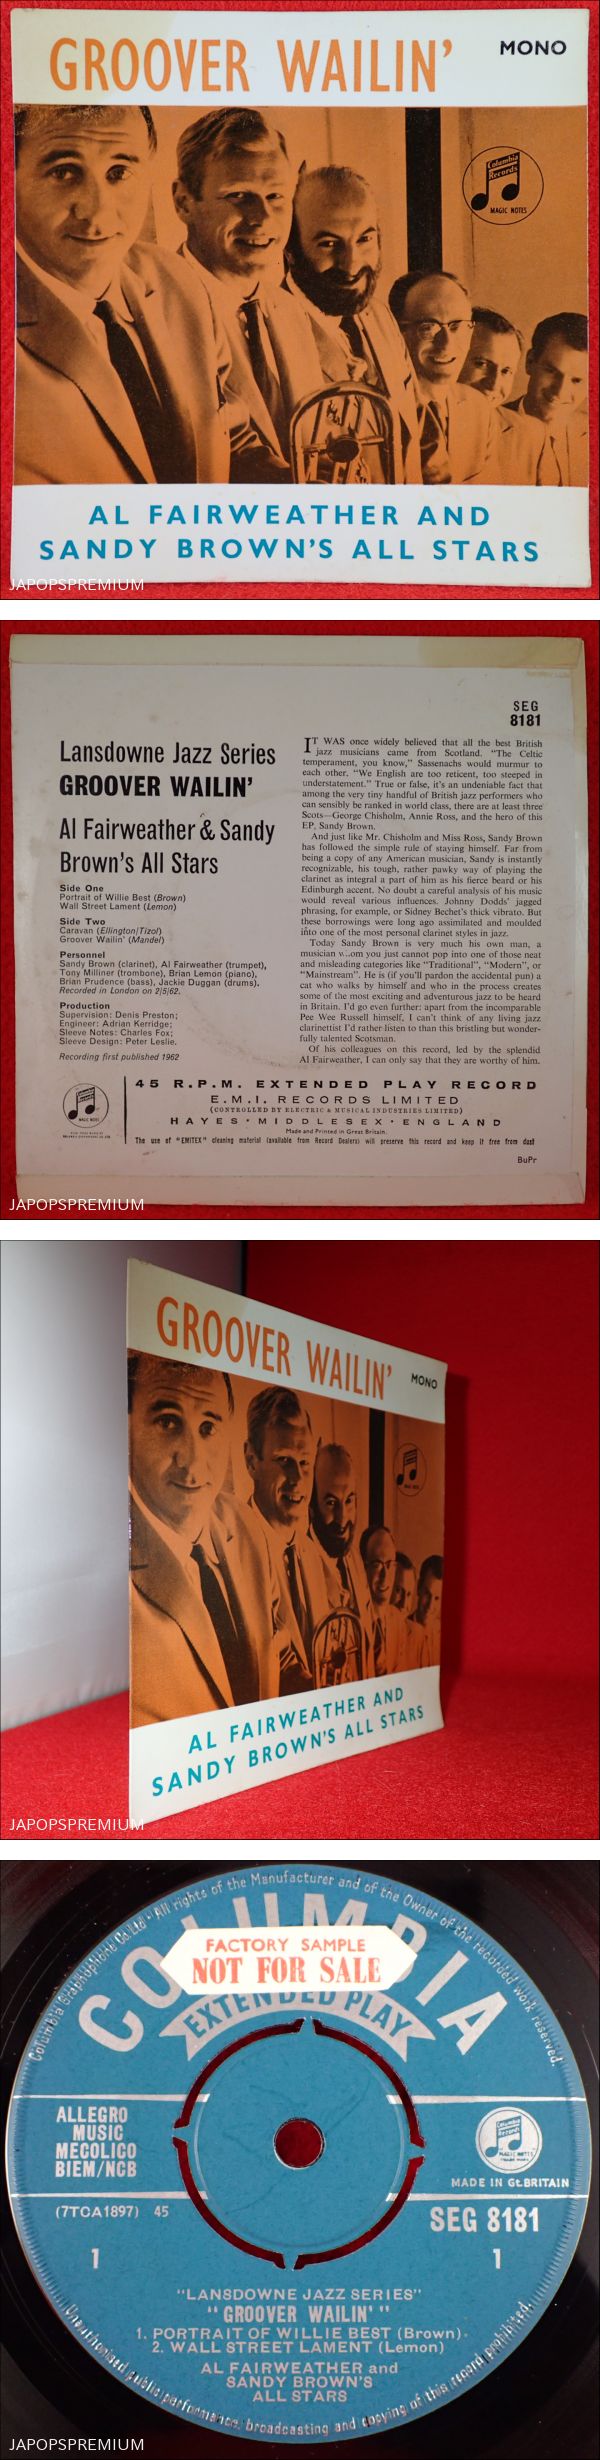 GROOVER WAILIN'
MONO
Columbia
Records
MAGIC NOTES
AL FAIRWEATHER AND
SANDY BROWN'S ALL STARS
JAPOPSPREMIUM
SEG
8181
Lansdowne Jazz Series
GROOVER WAILIN'
Al Fairweather & Sandy
Brown's All Stars
Side One
Portrait of Willie Best (Brown)
Wall Street Lament (Lemon)
Side Two
Caravan (Ellington/Tizol)
Groover Wailin' (Mandel)
Personnel
Sandy Brown (clarinet), Al Fairweather (trumpet),
Tony Milliner (trombone), Brian Lemon (piano),
Brian Prudence (bass), Jackie Duggan (drums).
Recorded in London on 2/5/62.
Production
Supervision: Denis Preston;
Engineer: Adrian Kerridge;
Sleeve Notes: Charles Fox;
Sleeve Design: Peter Leslie.
Recording first published 1962
IT WAS once widely believed that all the best British
jazz musicians came from Scotland. "The Celtic
temperament, you know," Sassenachs would murmur to
each other, "We English are too reticent, too steeped in
understatement." True or false, it's an undeniable fact that
among the very tiny handful of British jazz performers who
can sensibly be ranked in world class, there are at least three
Scots—George Chisholm, Annie Ross, and the hero of this
EP, Sandy Brown.
And just like Mr. Chisholm and Miss Ross, Sandy Brown
has followed the simple rule of staying himself. Far from
being a copy of any American musician, Sandy is instantly
recognizable, his tough, rather pawky way of playing the
clarinet as integral a part of him as his fierce beard or his
Edinburgh accent. No doubt a careful analysis of his music
would reveal various influences. Johnny Dodds' jagged
phrasing, for example, or Sidney Bechet's thick vibrato. But
these borrowings were long ago assimilated and moulded
into one of the most personal clarinet styles in jazz.
Today Sandy Brown is very much his own man, a
musician w...om you just cannot pop into one of those neat
and misleading categories like "Traditional", "Modern", or
"Mainstream". He is (if you'll pardon the accidental pun) a
cat who walks by himself and who in the process creates
some of the most exciting and adventurous jazz to be heard
in Britain. I'd go even further: apart from the incomparable
Pee Wee Russell himself, I can't think of any living jazz
clarinettist I'd rather listen to than this bristling but wonder-
fully talented Scotsman.
Of his colleagues on this record, led by the splendid
Al Fairweather, I can only say that they are worthy of him.
45 R.P.M. EXTENDED PLAY RECORD
E.M.I. RECORDS LIMITED
(CONTROLLED BY ELECTRIC & MUSICAL INDUSTRIES LIMITED)
HAYES · MIDDLESEX · ENGLAND
Made and Printed in Great Britain.
The use of "EMITEX" cleaning material (available from Record Dealers) will preserve this record and keep it free from dust
BuPr
JAPOPSPREMIUM
GROOVER WAILIN'
MONO
AL FAIRWEATHER AND
SANDY BROWN'S ALL STARS
JAPOPSPREMIUM
Columbia Graphophone Co. Ltd · All rights of the Manufacturer and of the Owner of the recorded work reserved.
COLUMBIA
FACTORY SAMPLE
NOT FOR SALE
EXTENDED PLAY
ALLEGRO
MUSIC
MECOLICO
BIEM/NCB
Columbia
Records
MAGIC NOTES
MADE IN Gt. BRITAIN
(7TCA1897) 45
SEG 8181
1
1
"LANSDOWNE JAZZ SERIES"
"GROOVER WAILIN'"
1. PORTRAIT OF WILLIE BEST (Brown)
2. WALL STREET LAMENT (Lemon)
AL FAIRWEATHER and
SANDY BROWN'S
ALL STARS
Unauthorised public performance, broadcasting and copying of this record prohibited.
JAPOPSPREMIUM